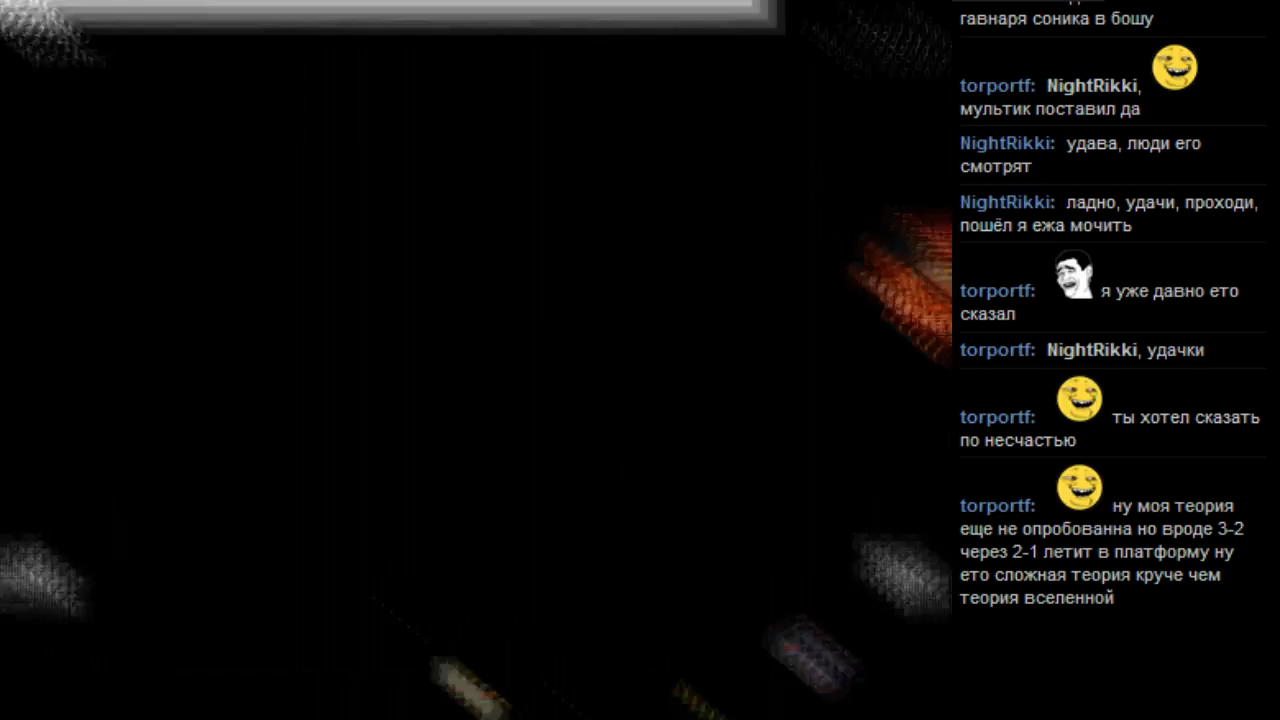 гавнаря соника в бошу
torportf: NightRikki,
мультик поставил да
NightRikki: удава, люди его
смотрят
NightRikki: ладно, удачи, проходи,
пошёл я ежа мочить
torportf: я уже давно ето
сказал
torportf: NightRikki, удачки
torportf: ты хотел сказать
по несчастью
torportf: ну моя теория
еще не опробованна но вроде 3-2
через 2-1 летит в платформу ну
ето сложная теория круче чем
теория вселенной